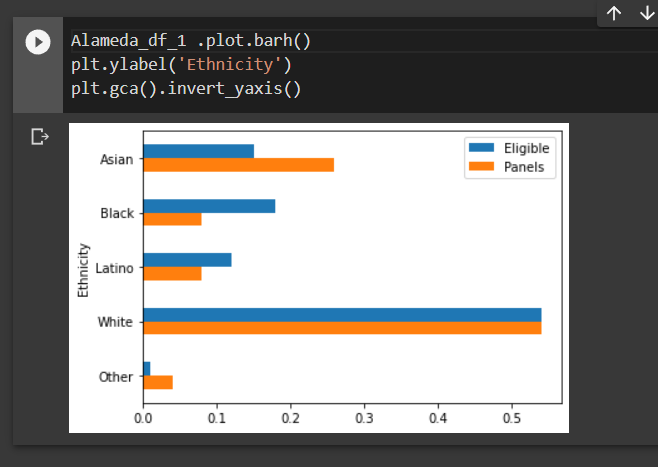 Alameda_df_1 .plot.barh()
plt.ylabel('Ethnicity')
plt.gca().invert_yaxis()
Eligible
Panels
Asian
Black
Latino
White
Other
Ethnicity
0.0 0.1 0.2 0.3 0.4 0.5